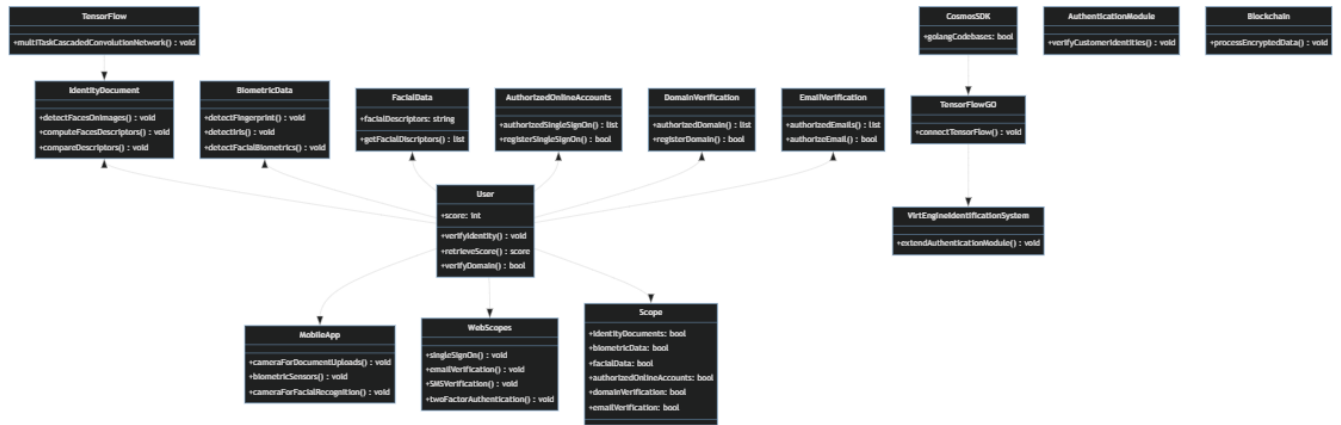 TensorFlow
+multiTaskCascadedConvolutionNetwork() : void
IdentityDocument
+detectFacesOnImages() : void
+computeFacesDescriptors() : void
+compareDescriptors() : void
BiometricData
+detectFingerprint() : void
+detectIris() : void
+detectFacialBiometrics() : void
FacialData
+facialDescriptors: string
+getFacialDiscriptors() : list
AuthorizedOnlineAccounts
+authorizedSingleSignOn() : list
+registerSingleSignOn() : bool
DomainVerification
+authorizedDomain() : list
+registerDomain() : bool
EmailVerification
+authorizedEmails() : list
+authorizeEmail() : bool
CosmosSDK
+golangCodebases: bool
AuthenticationModule
+verifyCustomerIdentities() : void
Blockchain
+processEncryptedData() : void
TensorFlowGO
+connectTensorFlow() : void
User
+score: int
+verifyIdentity() : void
+retrieveScore() : score
+verifyDomain() : bool
VirtEngineIdentificationSystem
+extendAuthenticationModule() : void
MobileApp
+cameraForDocumentUploads() : void
+biometricSensors() : void
+cameraForFacialRecognition() : void
WebScopes
+singleSignOn() : void
+emailVerification() : void
+SMSVerification() : void
+twoFactorAuthentication() : void
Scope
+identityDocuments: bool
+biometricData: bool
+facialData: bool
+authorizedOnlineAccounts: bool
+domainVerification: bool
+emailVerification: bool